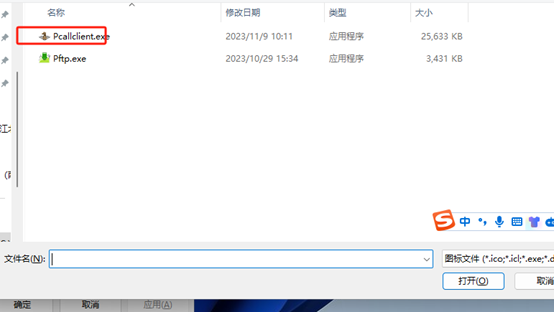 名称 修改日期 类型 大小
Pcallclient.exe 2023/11/9 10:11 应用程序 25,633 KB
Pftp.exe 2023/10/29 15:34 应用程序 3,431 KB
江北
中
文件名(N): 图标文件 (*.ico;*.icl;*.exe;*.d
打开(O) 取消
确定 取消 应用(A)